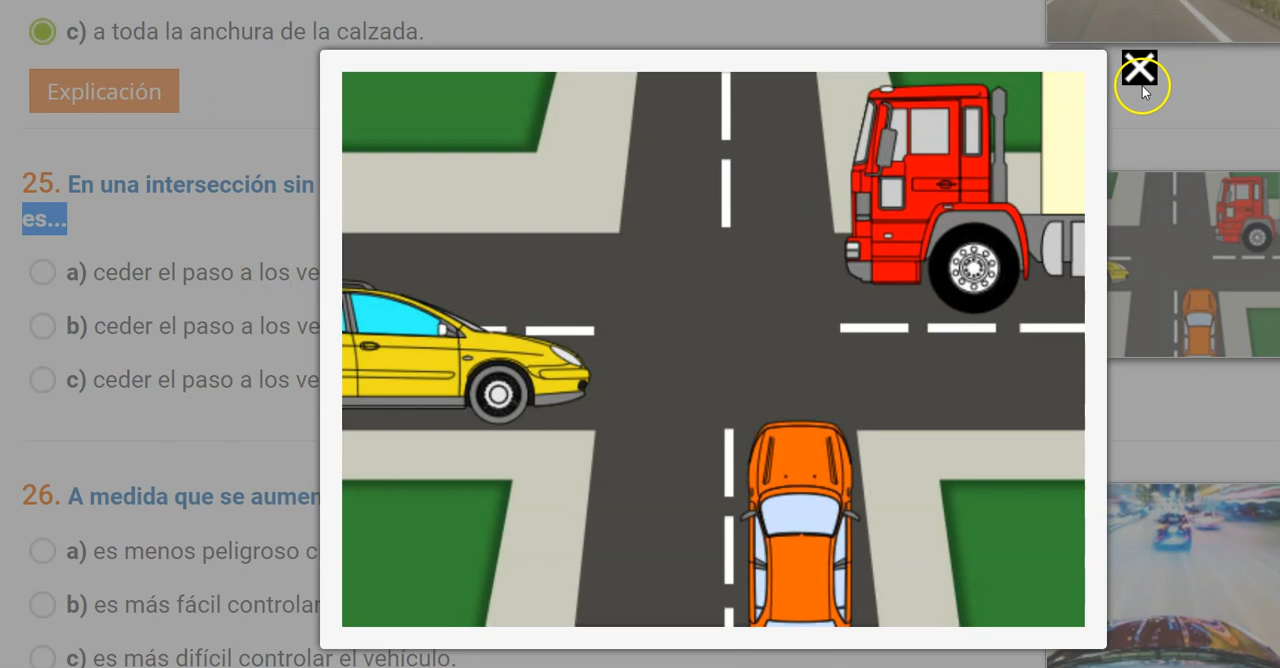 c) a toda la anchura de la calzada.
Explicación
25. En una intersección sin
es...
a) ceder el paso a los ve
b) ceder el paso a los ve
c) ceder el paso a los ve
26. A medida que se aumen
a) es menos peligroso c
b) es más fácil controlar
c) es más difícil controlar el vehículo.